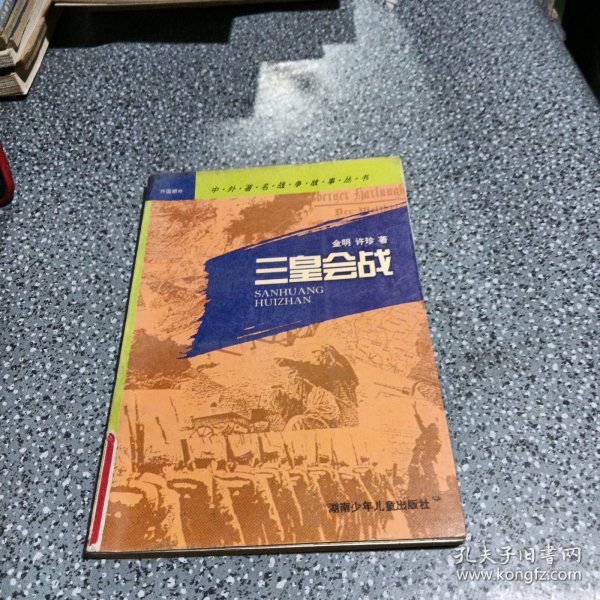 外国部分
中·外·著·名·战·争·故·事·丛·书
金明 许珍 著
三皇会战
SANHUANG
HUIZHAN
湖南少年儿童出版社
孔夫子旧书网
www.kongfz.com